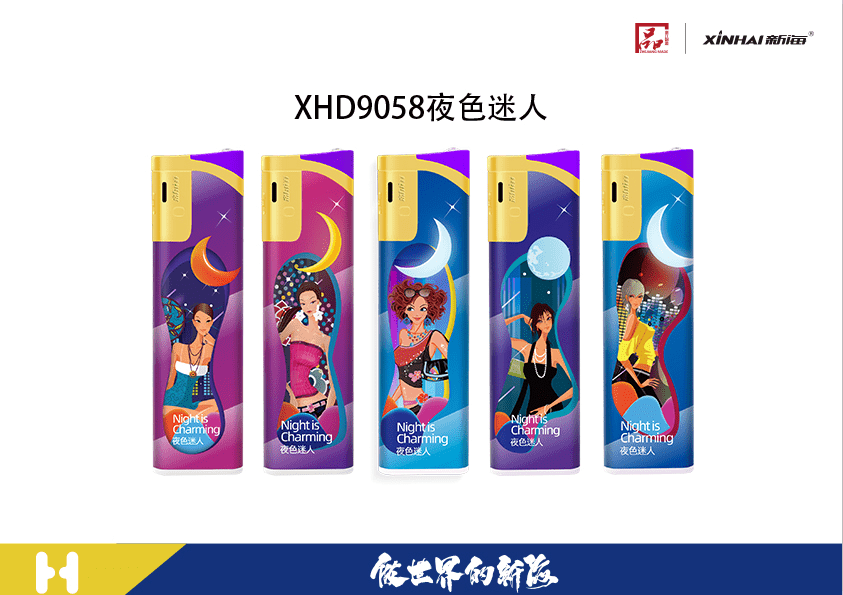 XINHAI新海®
XHD9058夜色迷人
Night is
Charming
夜色迷人
Night is
Charming
夜色迷人
Night is
Charming
夜色迷人
Night is
Charming
夜色迷人
Night is
Charming
夜色迷人
做世界的新海